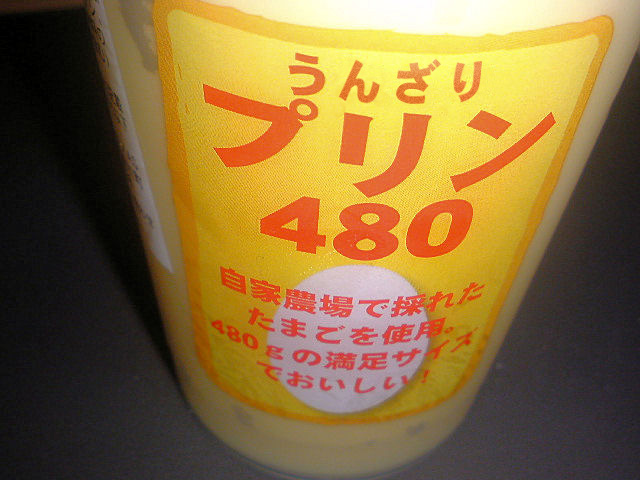 うんざり
プリン
480
自家農場で採れた
たまごを使用。
480gの満足サイズ
でおいしい!